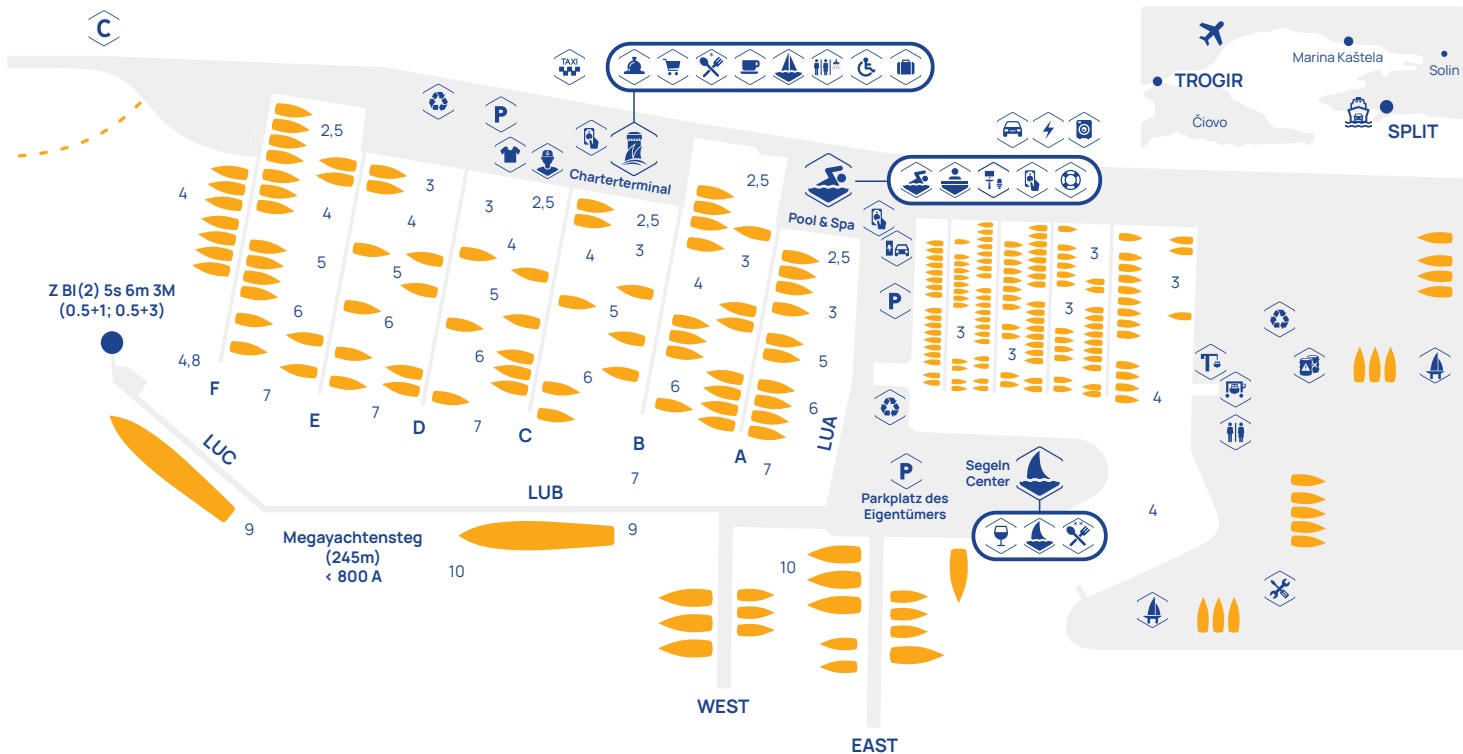 C
TAXI
Marina Kaštela
Solin
TROGIR
Čiovo
SPLIT
P
Charterterminal
Pool & Spa
P
2,5
4
3
4
4
5
5
6
6
4,8
7
7
7
3
2,5
4
4
5
5
6
6
6
2,5
3
2,5
3
4
7
2,5
3
5
6
7
3
3
3
3
4
4
Z BI(2) 5s 6m 3M
(0.5+1; 0.5+3)
F
E
D
C
B
A
LUA
LUC
LUB
9
Megayachtensteg
(245m)
< 800 A
9
10
10
P
Parkplatz des
Eigentümers
Segeln
Center
WEST
EAST